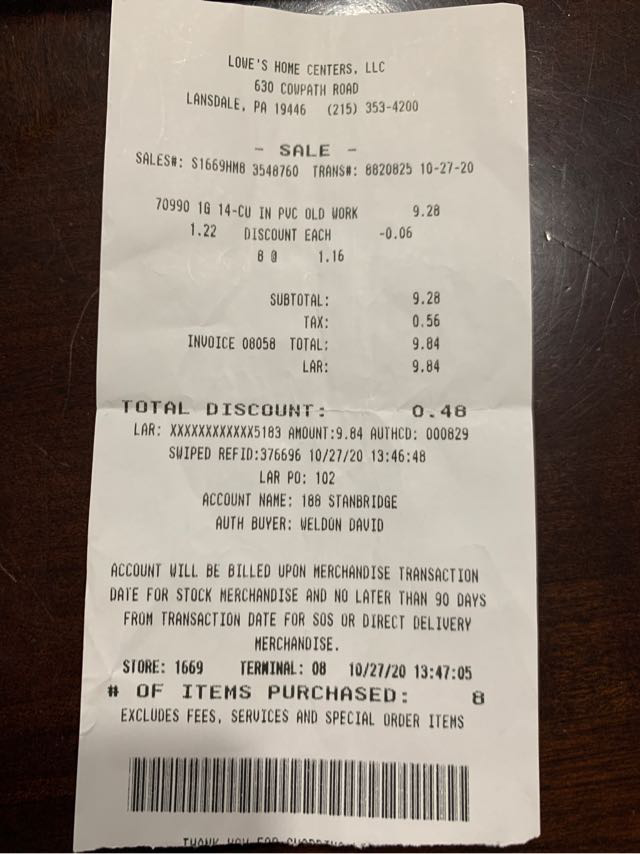 LOWE'S HOME CENTERS, LLC
630 COWPATH ROAD
LANSDALE, PA 19446 (215) 353-4200
- SALE -
SALES#: S1669HM8 3548760 TRANS#: 8820825 10-27-20
70990 1G 14-CU IN PVC OLD WORK 9.28
1.22 DISCOUNT EACH -0.06
8 @ 1.16
SUBTOTAL: 9.28
TAX: 0.56
INVOICE 08058 TOTAL: 9.84
LAR: 9.84
TOTAL DISCOUNT: 0.48
LAR: XXXXXXXXXXXX5183 AMOUNT:9.84 AUTHCD: 000829
SWIPED REFID:376696 10/27/20 13:46:48
LAR PO: 102
ACCOUNT NAME: 188 STANBRIDGE
AUTH BUYER: WELDON DAVID
ACCOUNT WILL BE BILLED UPON MERCHANDISE TRANSACTION
DATE FOR STOCK MERCHANDISE AND NO LATER THAN 90 DAYS
FROM TRANSACTION DATE FOR SOS OR DIRECT DELIVERY
MERCHANDISE.
STORE: 1669 TERMINAL: 08 10/27/20 13:47:05
# OF ITEMS PURCHASED: 8
EXCLUDES FEES, SERVICES AND SPECIAL ORDER ITEMS
THANK YOU FOR